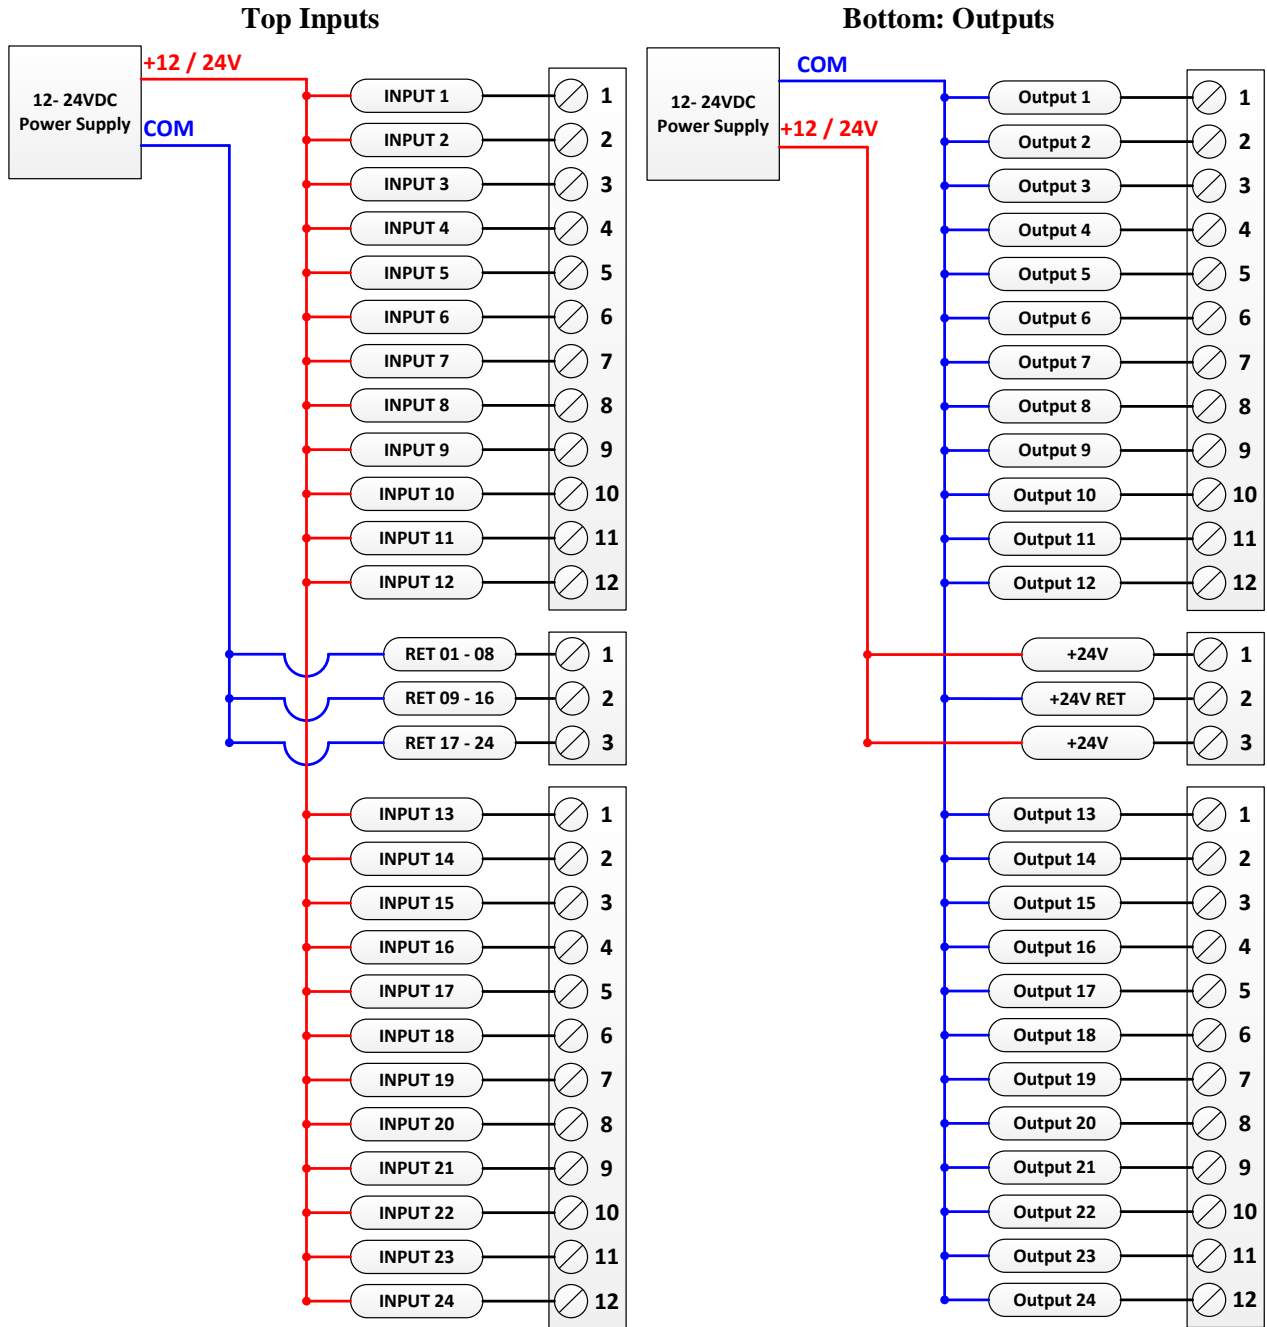 Top Inputs
12- 24VDC
Power Supply
+12 / 24V
COM
INPUT 1 1
INPUT 2 2
INPUT 3 3
INPUT 4 4
INPUT 5 5
INPUT 6 6
INPUT 7 7
INPUT 8 8
INPUT 9 9
INPUT 10 10
INPUT 11 11
INPUT 12 12
RET 01 - 08 1
RET 09 - 16 2
RET 17 - 24 3
INPUT 13 1
INPUT 14 2
INPUT 15 3
INPUT 16 4
INPUT 17 5
INPUT 18 6
INPUT 19 7
INPUT 20 8
INPUT 21 9
INPUT 22 10
INPUT 23 11
INPUT 24 12
Bottom: Outputs
12- 24VDC
Power Supply
COM
+12 / 24V
Output 1 1
Output 2 2
Output 3 3
Output 4 4
Output 5 5
Output 6 6
Output 7 7
Output 8 8
Output 9 9
Output 10 10
Output 11 11
Output 12 12
+24V 1
+24V RET 2
+24V 3
Output 13 1
Output 14 2
Output 15 3
Output 16 4
Output 17 5
Output 18 6
Output 19 7
Output 20 8
Output 21 9
Output 22 10
Output 23 11
Output 24 12